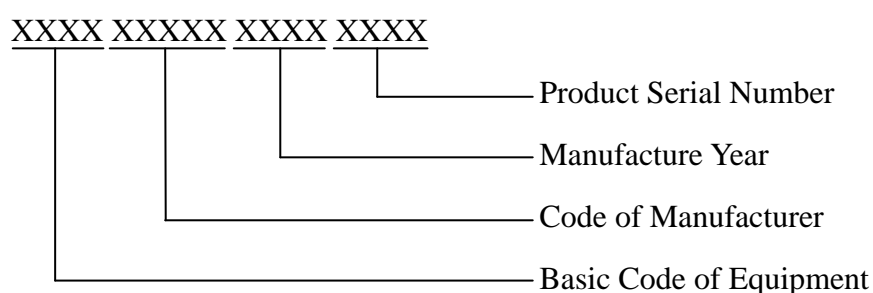 XXXX XXXXX XXXX XXXX
Product Serial Number
Manufacture Year
Code of Manufacturer
Basic Code of Equipment